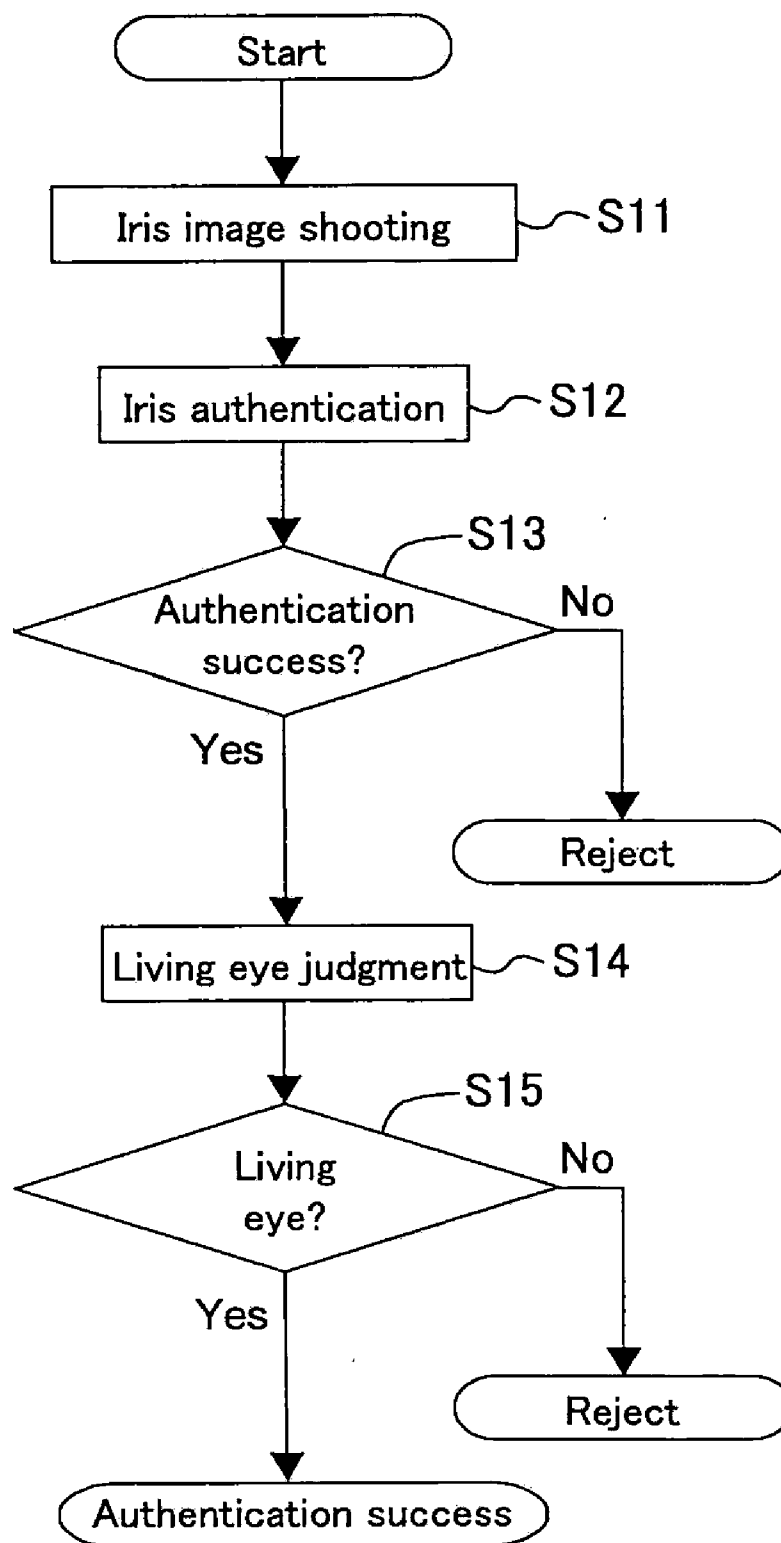 Start
Iris image shooting
S11
Iris authentication
S12
S13
Authentication
success?
No
Yes
Reject
Living eye judgment
S14
S15
Living
eye?
No
Yes
Reject
Authentication success